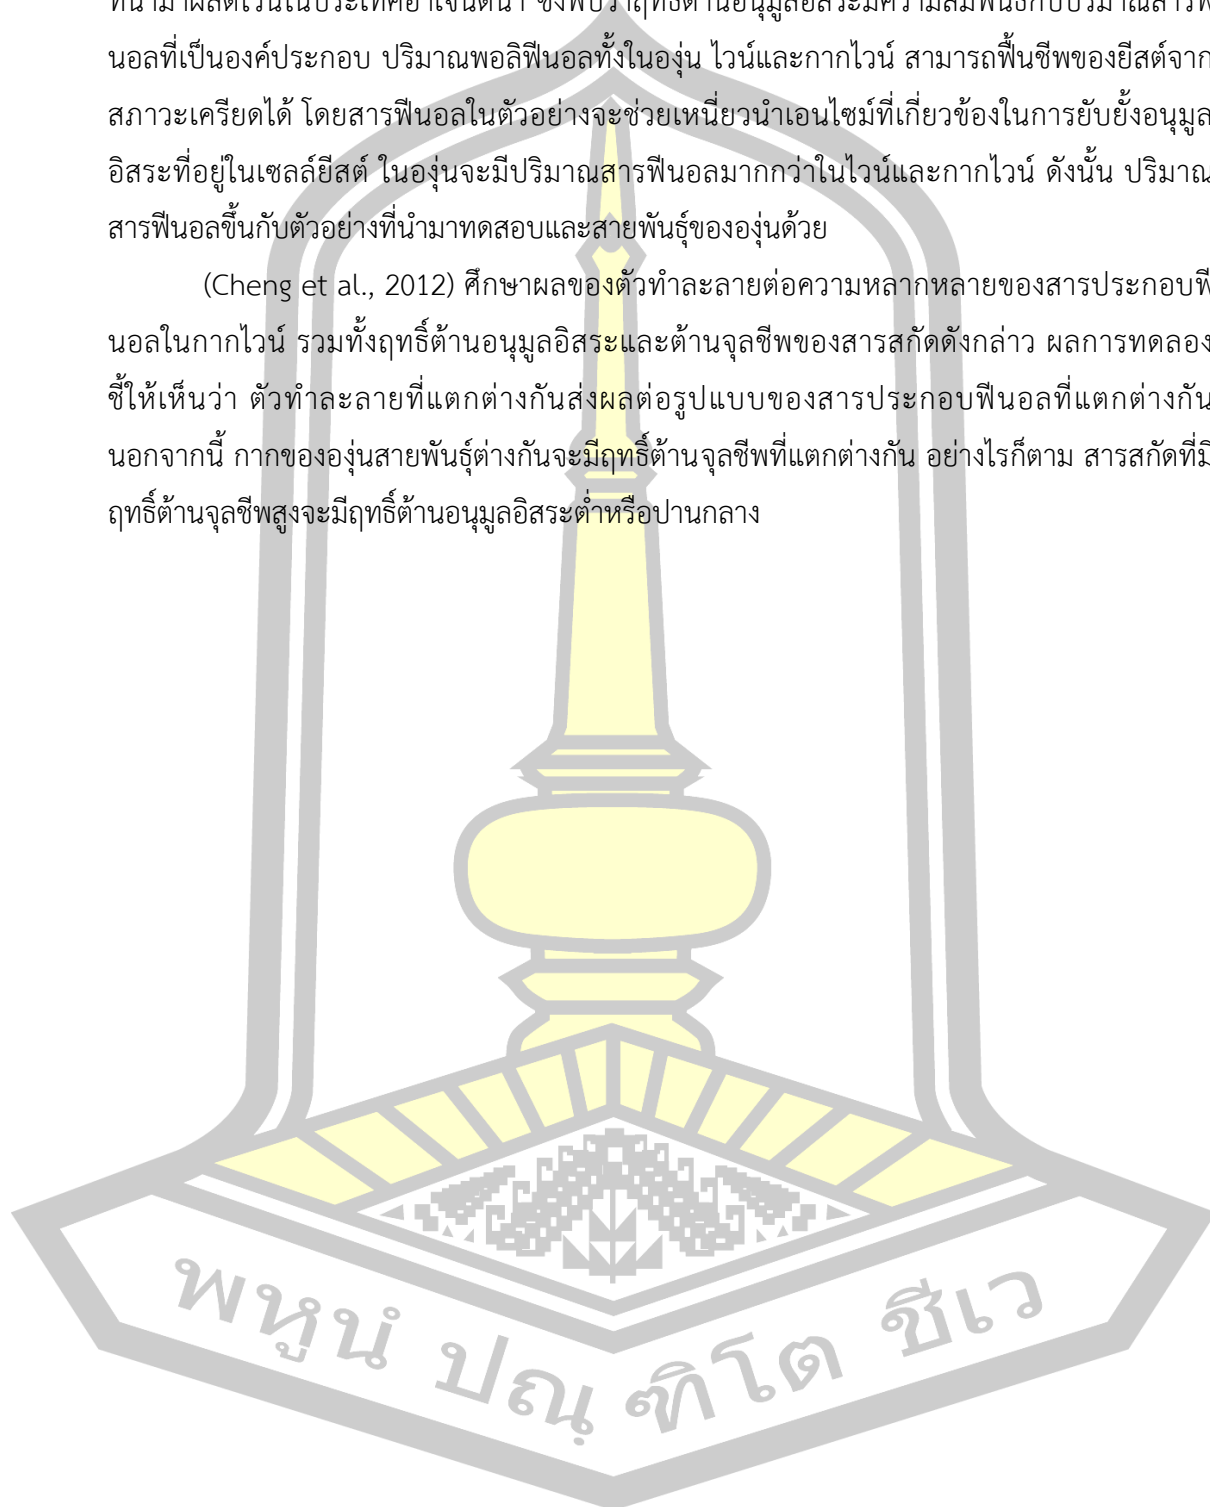 ที่นำมาผลิตไวน์ในประเทศอาเจนตินา ซึ่งพบว่าฤทธิ์ต้านอนุมูลอิสระมีความสัมพันธ์กับปริมาณสารฟี
นอลที่เป็นองค์ประกอบ ปริมาณพอลิฟีนอลทั้งในองุ่น ไวน์และกากไวน์ สามารถฟื้นชีพของยีสต์จาก
สภาวะเครียดได้ โดยสารฟีนอลในตัวอย่างจะช่วยเหนี่ยวนำเอนไซม์ที่เกี่ยวข้องในการยับยั้งอนุมูล
อิสระที่อยู่ในเซลล์ยีสต์ ในองุ่นจะมีปริมาณสารฟีนอลมากกว่าในไวน์และกากไวน์ ดังนั้น ปริมาณ
สารฟีนอลขึ้นกับตัวอย่างที่นำมาทดสอบและสายพันธุ์ขององุ่นด้วย
(Cheng et al., 2012) ศึกษาผลของตัวทำละลายต่อความหลากหลายของสารประกอบฟี
นอลในกากไวน์ รวมทั้งฤทธิ์ต้านอนุมูลอิสระและต้านจุลชีพของสารสกัดดังกล่าว ผลการทดลอง
ชี้ให้เห็นว่า ตัวทำละลายที่แตกต่างกันส่งผลต่อรูปแบบของสารประกอบฟีนอลที่แตกต่างกัน
นอกจากนี้ กากขององุ่นสายพันธุ์ต่างกันจะมีฤทธิ์ต้านจุลชีพที่แตกต่างกัน อย่างไรก็ตาม สารสกัดที่มี
ฤทธิ์ต้านจุลชีพสูงจะมีฤทธิ์ต้านอนุมูลอิสระต่ำหรือปานกลาง
พหูนํ ปณฺฑิโต ชีเว